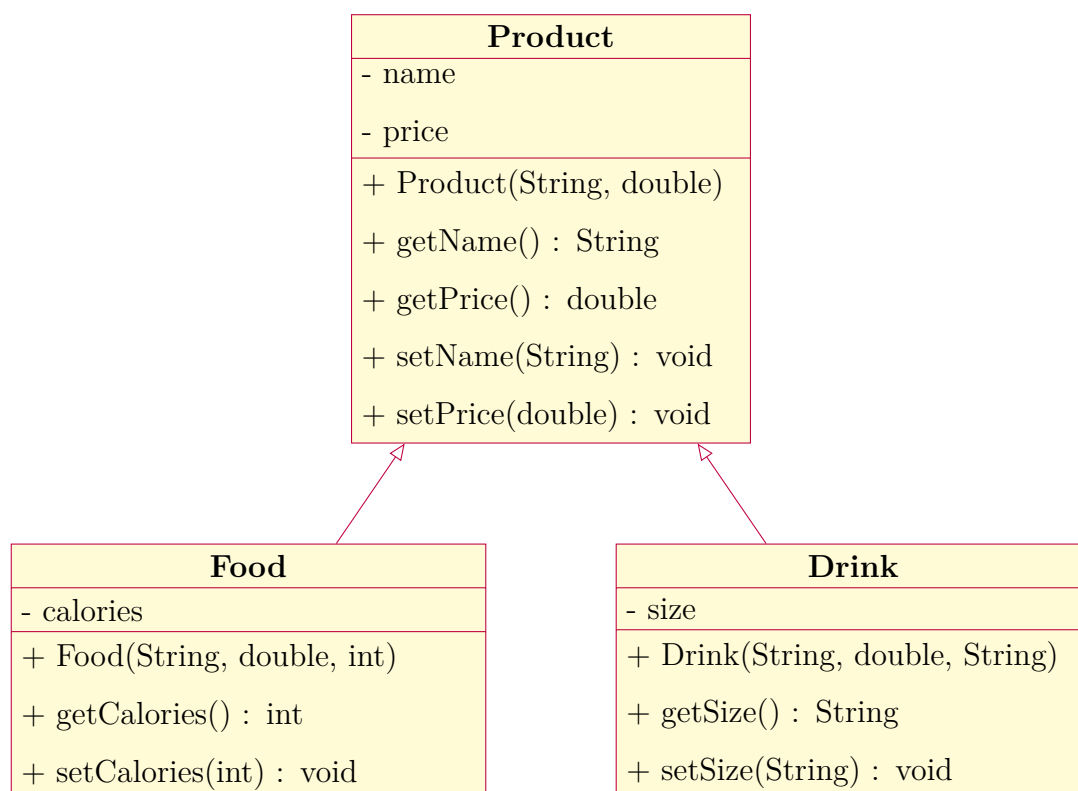 Product
- name
- price
+ Product(String, double)
+ getName() : String
+ getPrice() : double
+ setName(String) : void
+ setPrice(double) : void
Food
- calories
+ Food(String, double, int)
+ getCalories() : int
+ setCalories(int) : void
Drink
- size
+ Drink(String, double, String)
+ getSize() : String
+ setSize(String) : void